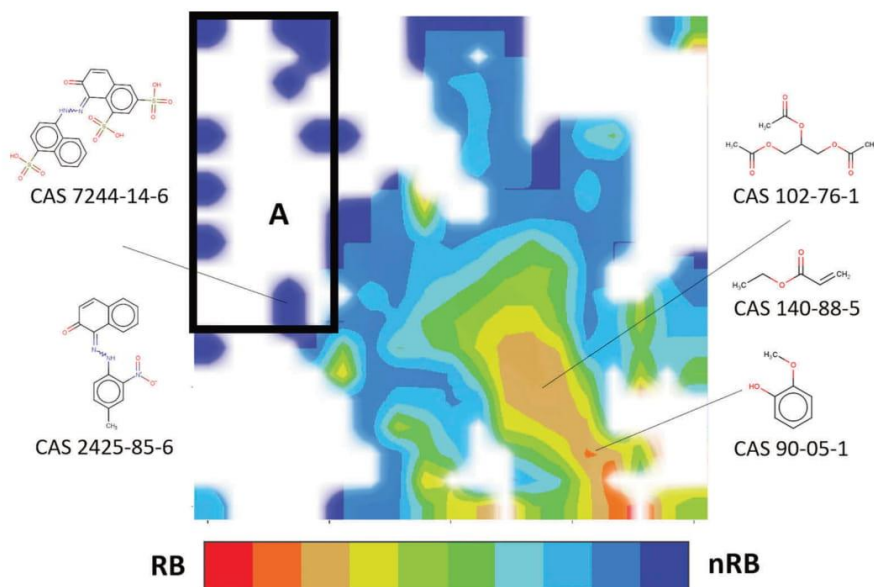 CAS 7244-14-6
CAS 2425-85-6
A
CAS 102-76-1
CAS 140-88-5
CAS 90-05-1
RB
nRB